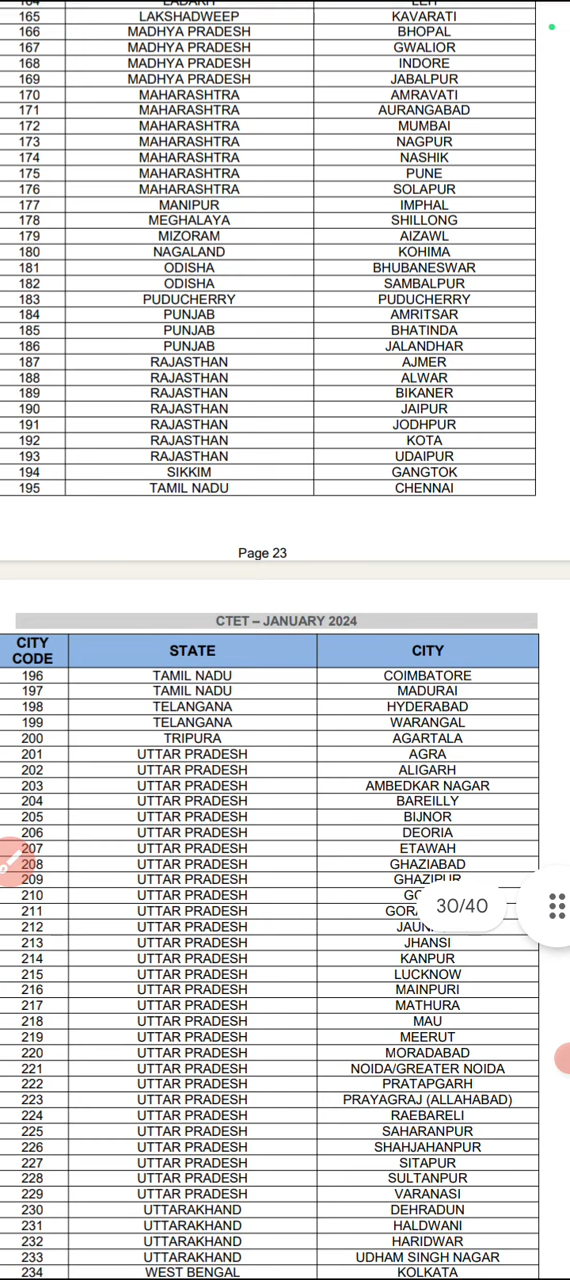 165 LAKSHADWEEP KAVARATI
166 MADHYA PRADESH BHOPAL
167 MADHYA PRADESH GWALIOR
168 MADHYA PRADESH INDORE
169 MADHYA PRADESH JABALPUR
170 MAHARASHTRA AMRAVATI
171 MAHARASHTRA AURANGABAD
172 MAHARASHTRA MUMBAI
173 MAHARASHTRA NAGPUR
174 MAHARASHTRA NASHIK
175 MAHARASHTRA PUNE
176 MAHARASHTRA SOLAPUR
177 MANIPUR IMPHAL
178 MEGHALAYA SHILLONG
179 MIZORAM AIZAWL
180 NAGALAND KOHIMA
181 ODISHA BHUBANESWAR
182 ODISHA SAMBALPUR
183 PUDUCHERRY PUDUCHERRY
184 PUNJAB AMRITSAR
185 PUNJAB BHATINDA
186 PUNJAB JALANDHAR
187 RAJASTHAN AJMER
188 RAJASTHAN ALWAR
189 RAJASTHAN BIKANER
190 RAJASTHAN JAIPUR
191 RAJASTHAN JODHPUR
192 RAJASTHAN KOTA
193 RAJASTHAN UDAIPUR
194 SIKKIM GANGTOK
195 TAMIL NADU CHENNAI
Page 23
CTET – JANUARY 2024
CITY CODE STATE CITY
196 TAMIL NADU COIMBATORE
197 TAMIL NADU MADURAI
198 TELANGANA HYDERABAD
199 TELANGANA WARANGAL
200 TRIPURA AGARTALA
201 UTTAR PRADESH AGRA
202 UTTAR PRADESH ALIGARH
203 UTTAR PRADESH AMBEDKAR NAGAR
204 UTTAR PRADESH BAREILLY
205 UTTAR PRADESH BIJNOR
206 UTTAR PRADESH DEORIA
207 UTTAR PRADESH ETAWAH
208 UTTAR PRADESH GHAZIABAD
209 UTTAR PRADESH GHAZIPUR
210 UTTAR PRADESH
30/40
211 UTTAR PRADESH
212 UTTAR PRADESH
213 UTTAR PRADESH JHANSI
214 UTTAR PRADESH KANPUR
215 UTTAR PRADESH LUCKNOW
216 UTTAR PRADESH MAINPURI
217 UTTAR PRADESH MATHURA
218 UTTAR PRADESH MAU
219 UTTAR PRADESH MEERUT
220 UTTAR PRADESH MORADABAD
221 UTTAR PRADESH NOIDA/GREATER NOIDA
222 UTTAR PRADESH PRATAPGARH
223 UTTAR PRADESH PRAYAGRAJ (ALLAHABAD)
224 UTTAR PRADESH RAEBARELI
225 UTTAR PRADESH SAHARANPUR
226 UTTAR PRADESH SHAHJAHANPUR
227 UTTAR PRADESH SITAPUR
228 UTTAR PRADESH SULTANPUR
229 UTTAR PRADESH VARANASI
230 UTTARAKHAND DEHRADUN
231 UTTARAKHAND HALDWANI
232 UTTARAKHAND HARIDWAR
233 UTTARAKHAND UDHAM SINGH NAGAR
234 WEST BENGAL KOLKATA